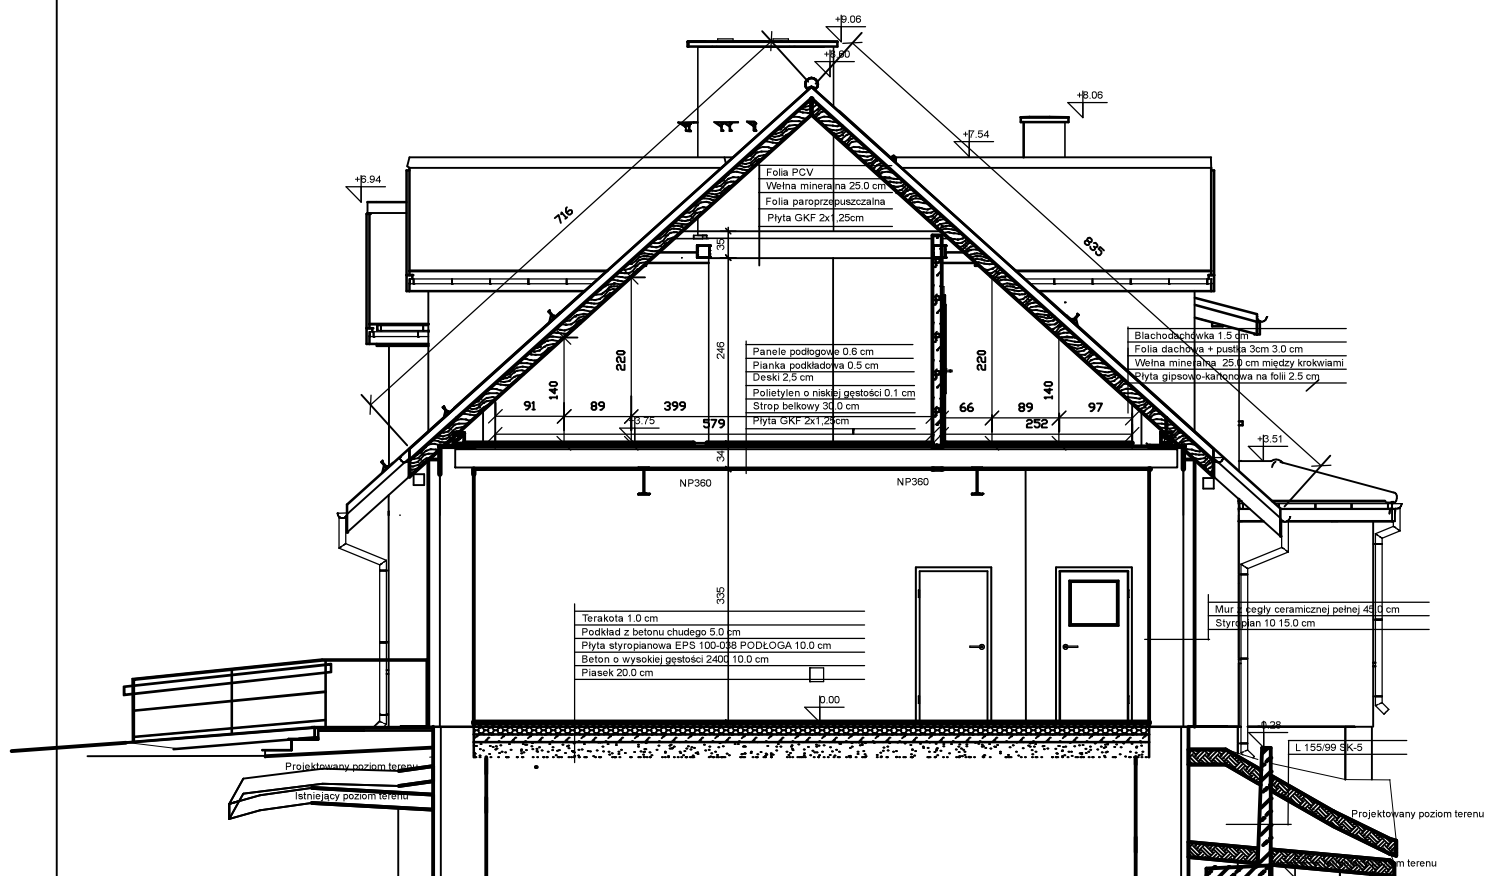 +9.06
+8.60
+8.06
+7.54
+6.94
Folia PCV
Wełna mineralna 25.0 cm
Folia paroprzepuszczalna
Płyta GKF 2x1,25cm
716
835
35
Blachodachówka 1.5 cm
Folia dachowa + pustka 3cm 3.0 cm
Wełna mineralna 25.0 cm między krokwiami
Płyta gipsowo-kartonowa na folii 2.5 cm
Panele podłogowe 0.6 cm
Pianka podkładowa 0.5 cm
Deski 2,5 cm
Polietylen o niskiej gęstości 0.1 cm
Strop belkowy 30.0 cm
Płyta GKF 2x1,25cm
246
220
140
220
140
91
89
399
66
89
97
+3.75
579
252
+3.51
34
NP360
NP360
335
Terakota 1.0 cm
Podkład z betonu chudego 5.0 cm
Płyta styropianowa EPS 100-038 PODŁOGA 10.0 cm
Beton o wysokiej gęstości 2400 10.0 cm
Piasek 20.0 cm
Mur z cegły ceramicznej pełnej 45.0 cm
Styropian 10 15.0 cm
0.00
L 155/99 SK-5
Projektowany poziom terenu
Istniejący poziom terenu
Projektowany poziom terenu
terenu